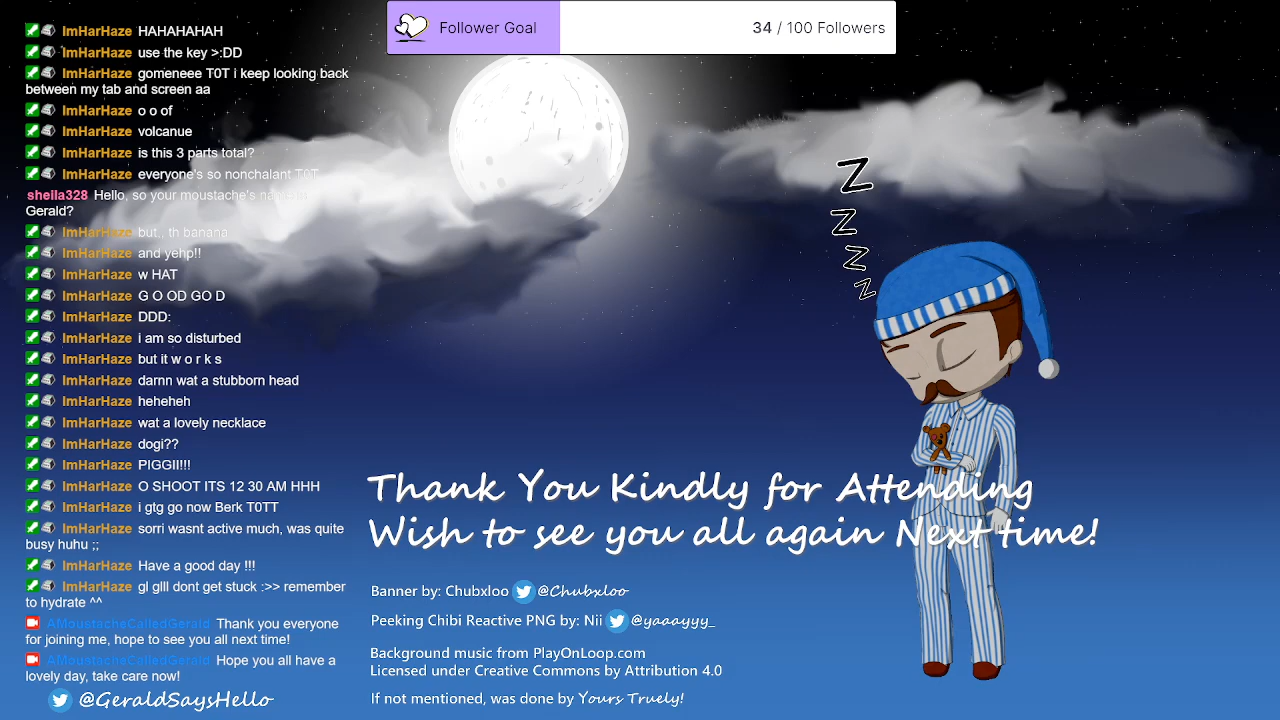 Follower Goal 34 / 100 Followers
ImHarHaze HAHAHAHAH
ImHarHaze use the key >:DD
ImHarHaze gomeneee T0T i keep looking back
between my tab and screen aa
ImHarHaze o o of
ImHarHaze volcanue
ImHarHaze is this 3 parts total?
ImHarHaze everyone's so nonchalant T0T
sheila328 Hello, so your moustache's
Gerald?
ImHarHaze but., th banana
ImHarHaze and yehp!!
ImHarHaze w HAT
ImHarHaze G O OD GO D
ImHarHaze DDD:
ImHarHaze i am so disturbed
ImHarHaze but it w o r k s
ImHarHaze damn wat a stubborn head
ImHarHaze heheheh
ImHarHaze wat a lovely necklace
ImHarHaze dogi??
ImHarHaze PIGGII!!!
ImHarHaze O SHOOT ITS 12 30 AM HHH
ImHarHaze i gtg go now Berk T0TT
ImHarHaze sorri wasnt active much, was quite
busy huhu ;;
ImHarHaze Have a good day !!!
ImHarHaze gl glll dont get stuck :>> remember
to hydrate ^^
AMoustacheCalledGerald Thank you everyone
for joining me, hope to see you all next time!
AMoustacheCalledGerald Hope you all have a
lovely day, take care now!
@GeraldSaysHello
Z
Z
Z
Z
Thank You Kindly for Attending
Wish to see you all again Next time!
Banner by: Chubxloo @Chubxloo
Peeking Chibi Reactive PNG by: Nii @yaaayyy_
Background music from PlayOnLoop.com
Licensed under Creative Commons by Attribution 4.0
If not mentioned, was done by Yours Truely!